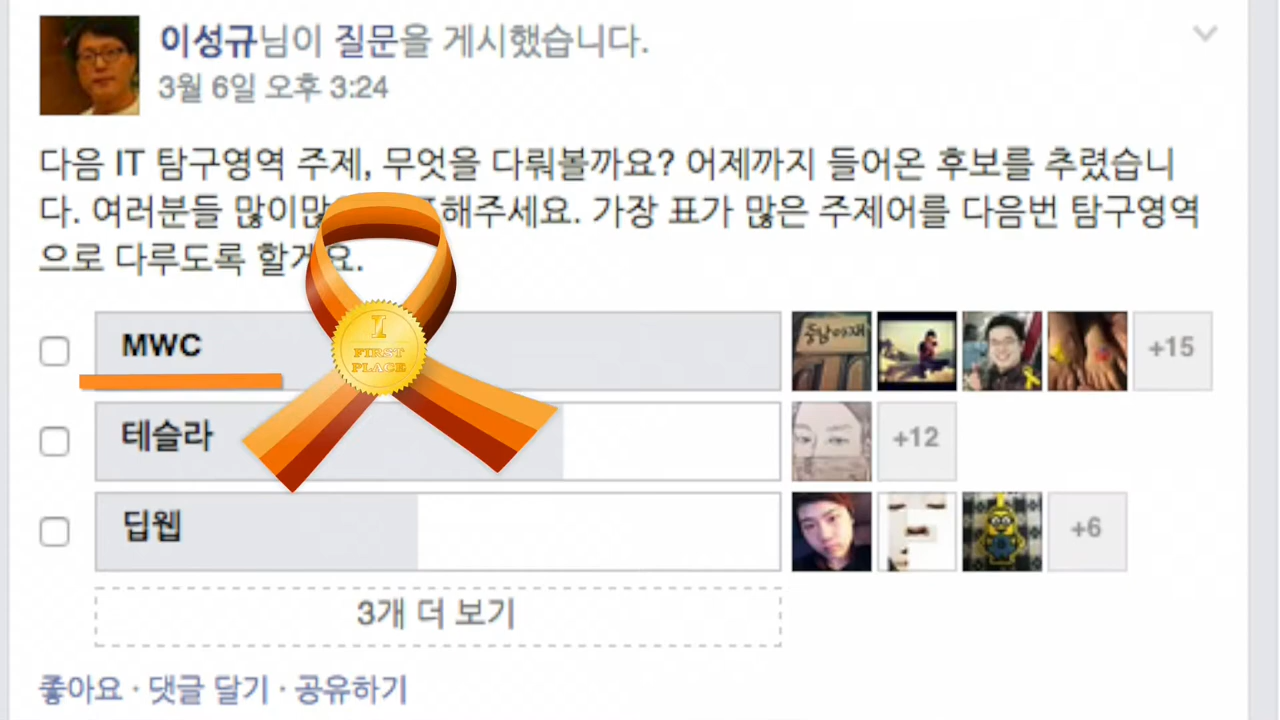 이성규님이 질문을 게시했습니다.
3월 6일 오후 3:24
다음 IT 탐구영역 주제, 무엇을 다뤄볼까요? 어제까지 들어온 후보를 추렸습니
다. 여러분들 많이많 해주세요. 가장 표가 많은 주제어를 다음번 탐구영역
으로 다루도록 할게요.
MWC
I
FIRST
PLACE
충남아재
+15
테슬라
+12
딥웹
+6
3개 더 보기
좋아요 · 댓글 달기 · 공유하기